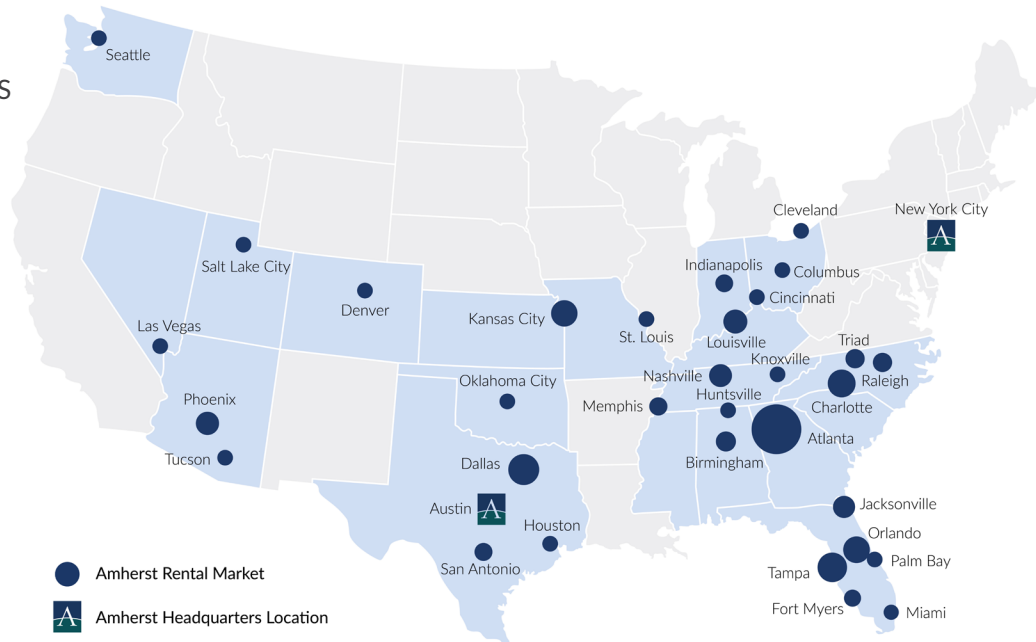 S
Seattle
Cleveland
New York City
Salt Lake City
Indianapolis
Columbus
Denver
Cincinnati
Kansas City
Las Vegas
St. Louis
Louisville
Triad
Knoxville
Nashville
Raleigh
Oklahoma City
Huntsville
Phoenix
Memphis
Charlotte
Atlanta
Tucson
Dallas
Birmingham
Austin
A
A
Jacksonville
Houston
Orlando
San Antonio
Palm Bay
Tampa
Amherst Rental Market
Fort Myers
Miami
A
Amherst Headquarters Location